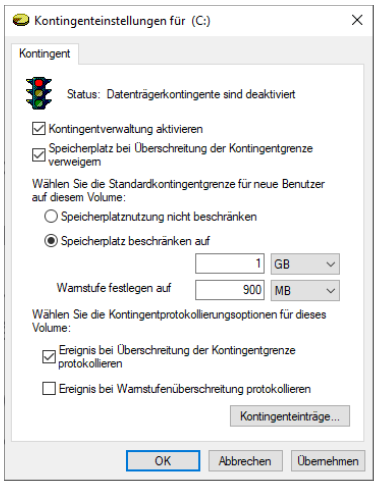 Kontingenteinstellungen für (C:)
Kontingent
Status: Datenträgerkontingente sind deaktiviert
Kontingentverwaltung aktivieren
Speicherplatz bei Überschreitung der Kontingentgrenze
verweigern
Wählen Sie die Standardkontingentgrenze für neue Benutzer
auf diesem Volume:
Speicherplatznutzung nicht beschränken
Speicherplatz beschränken auf
1 GB
Warnstufe festlegen auf 900 MB
Wählen Sie die Kontingentprotokollierungsoptionen für dieses
Volume:
Ereignis bei Überschreitung der Kontingentgrenze
protokollieren
Ereignis bei Warnstufenüberschreitung protokollieren
Kontingenteinträge...
OK Abbrechen Übernehmen